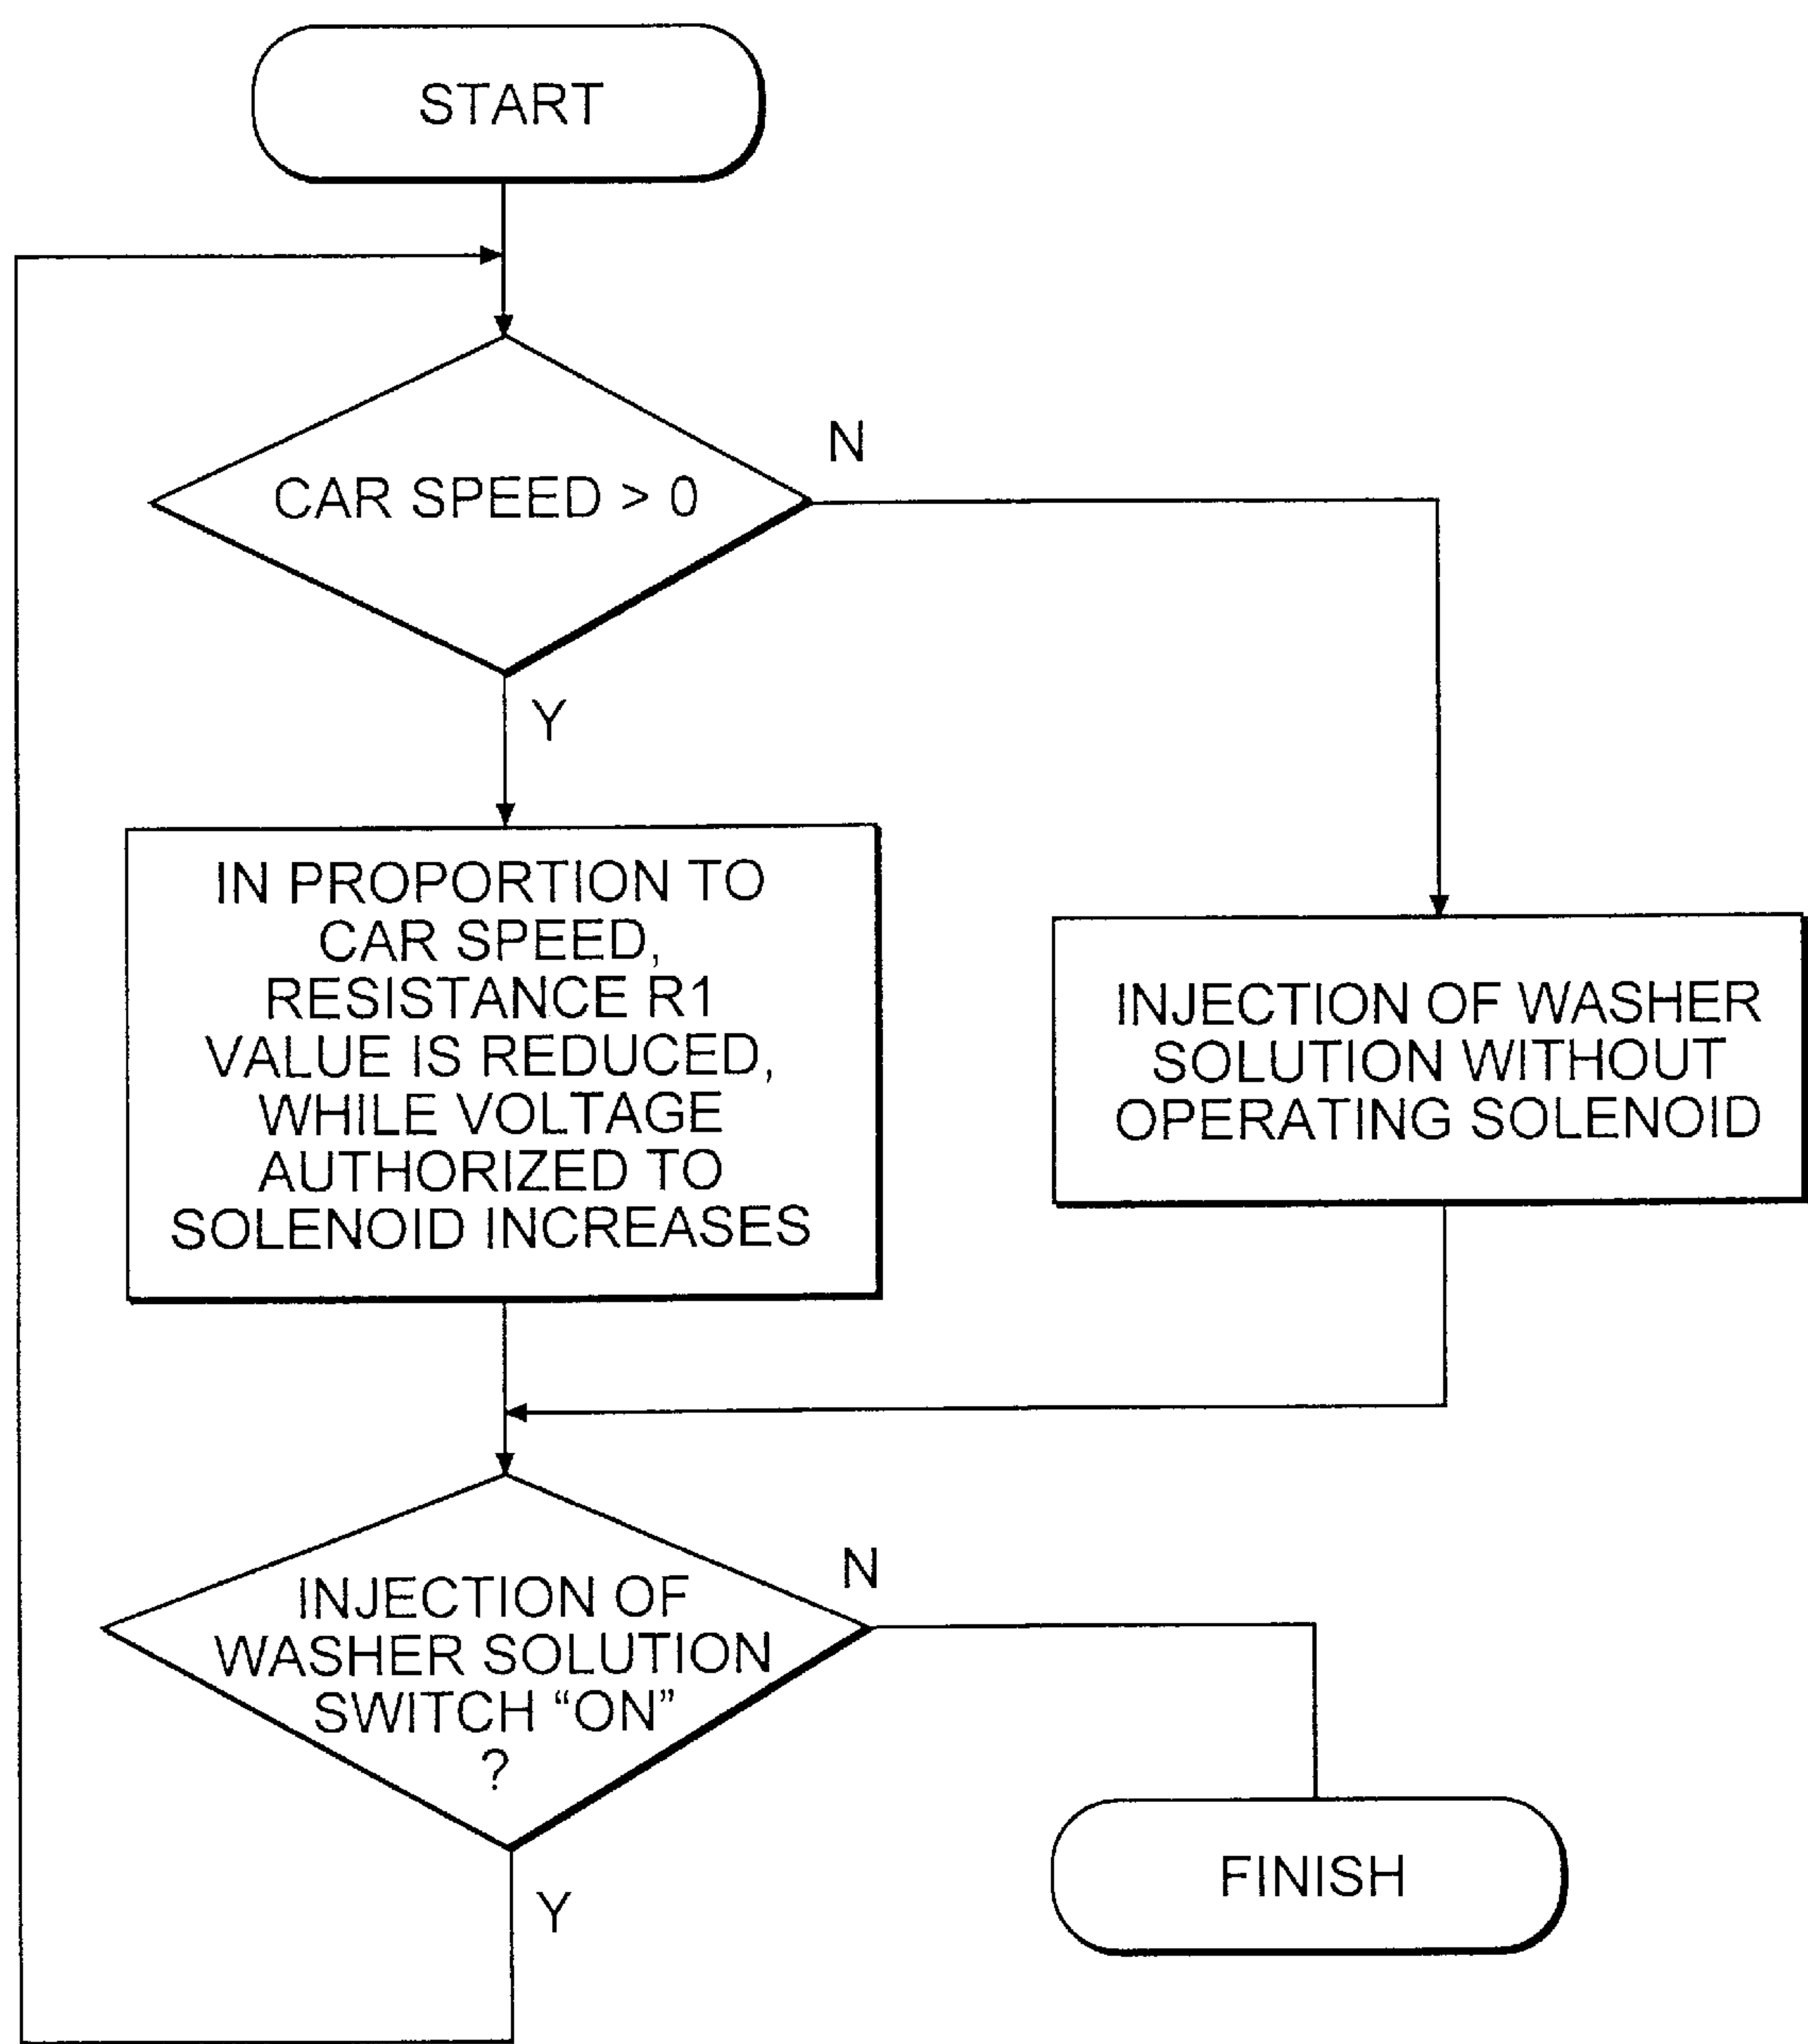 START
CAR SPEED > 0
N
Y
IN PROPORTION TO
CAR SPEED,
RESISTANCE R1
VALUE IS REDUCED,
WHILE VOLTAGE
AUTHORIZED TO
SOLENOID INCREASES
INJECTION OF WASHER
SOLUTION WITHOUT
OPERATING SOLENOID
INJECTION OF
WASHER SOLUTION
SWITCH “ON”
?
N
Y
FINISH